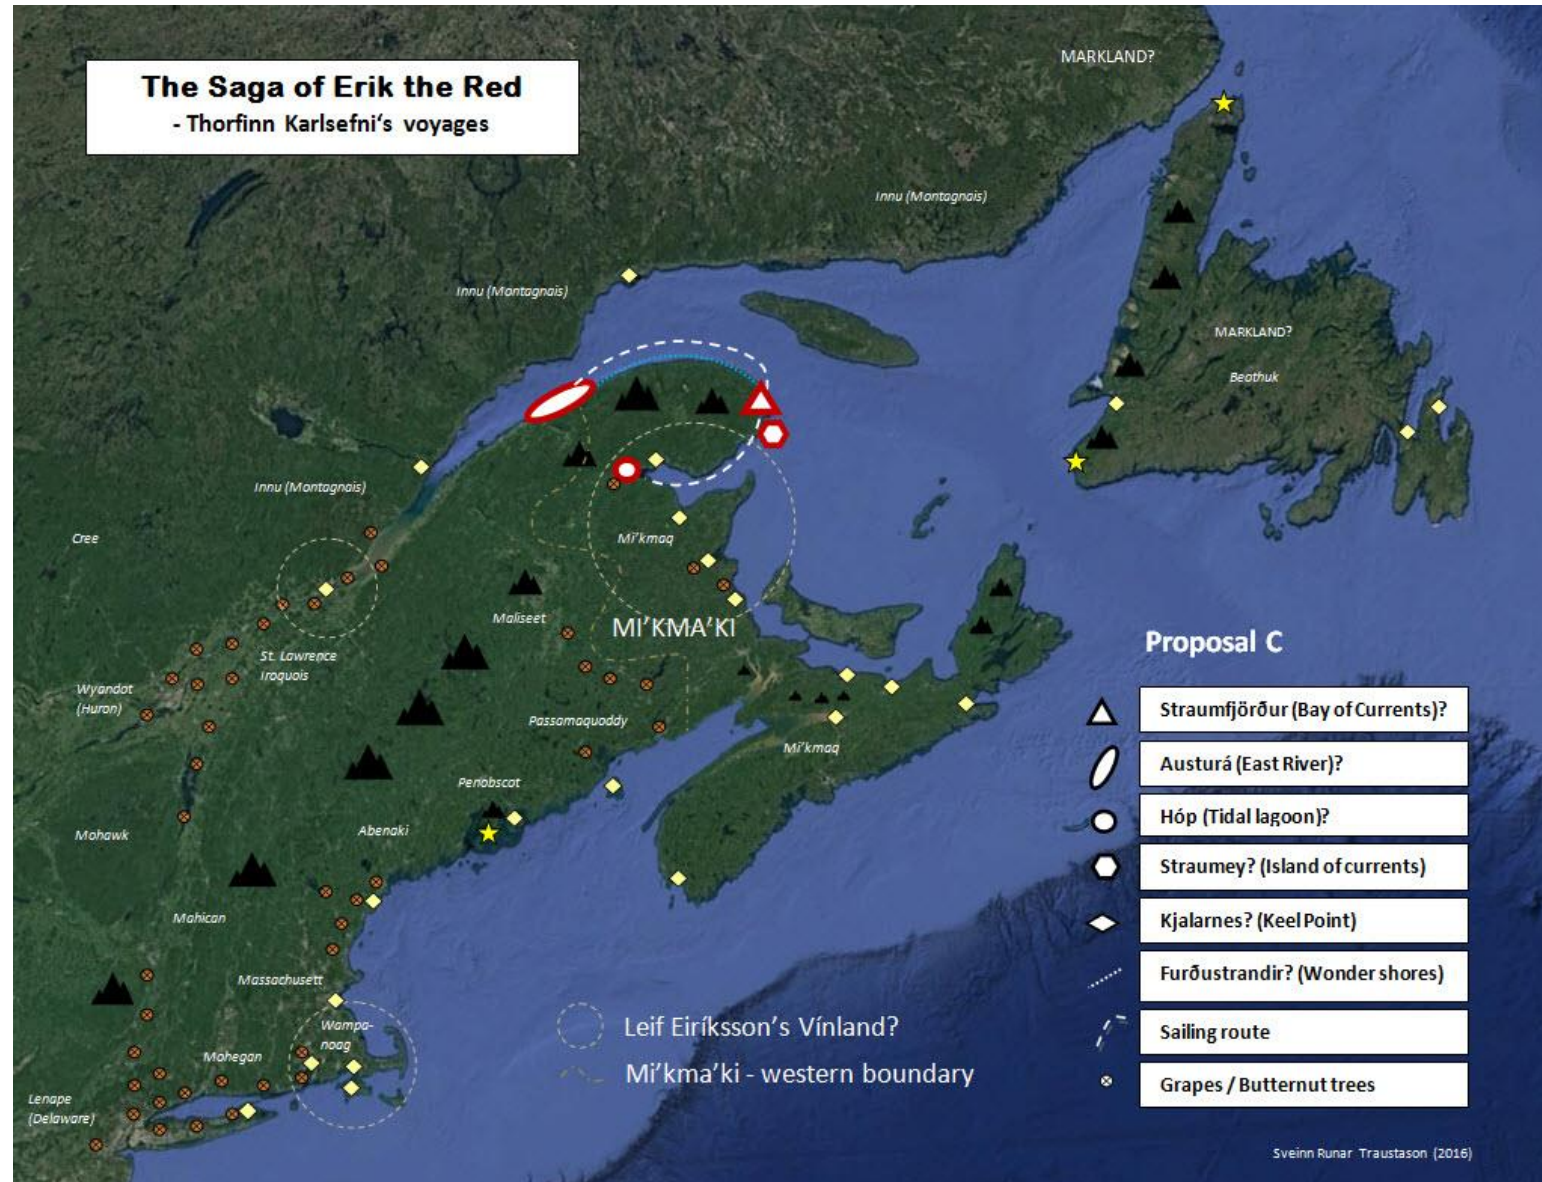 The Saga of Erik the Red
- Thorfinn Karlsefni‘s voyages
MARKLAND?
Innu (Montagnais)
Innu (Montagnais)
MARKLAND?
Beothuk
Innu (Montagnais)
Cree
Mi’kmaq
Maliseet
MI’KMA’KI
St. Lawrence
Iroquois
Wyandot
(Huron)
Passamaquoddy
Mi’kmaq
Penobscot
Abenaki
Mohawk
Mahican
Massachusett
Wampa-
noag
Mohegan
Lenape
(Delaware)
Leif Eiríksson’s Vínland?
Mi’kma’ki - western boundary
Proposal C
Straumfjörður (Bay of Currents)?
Austurá (East River)?
Hóp (Tidal lagoon)?
Straumey? (Island of currents)
Kjalarnes? (Keel Point)
Furðustrandir? (Wonder shores)
Sailing route
Grapes / Butternut trees
Sveinn Runar Traustason (2016)